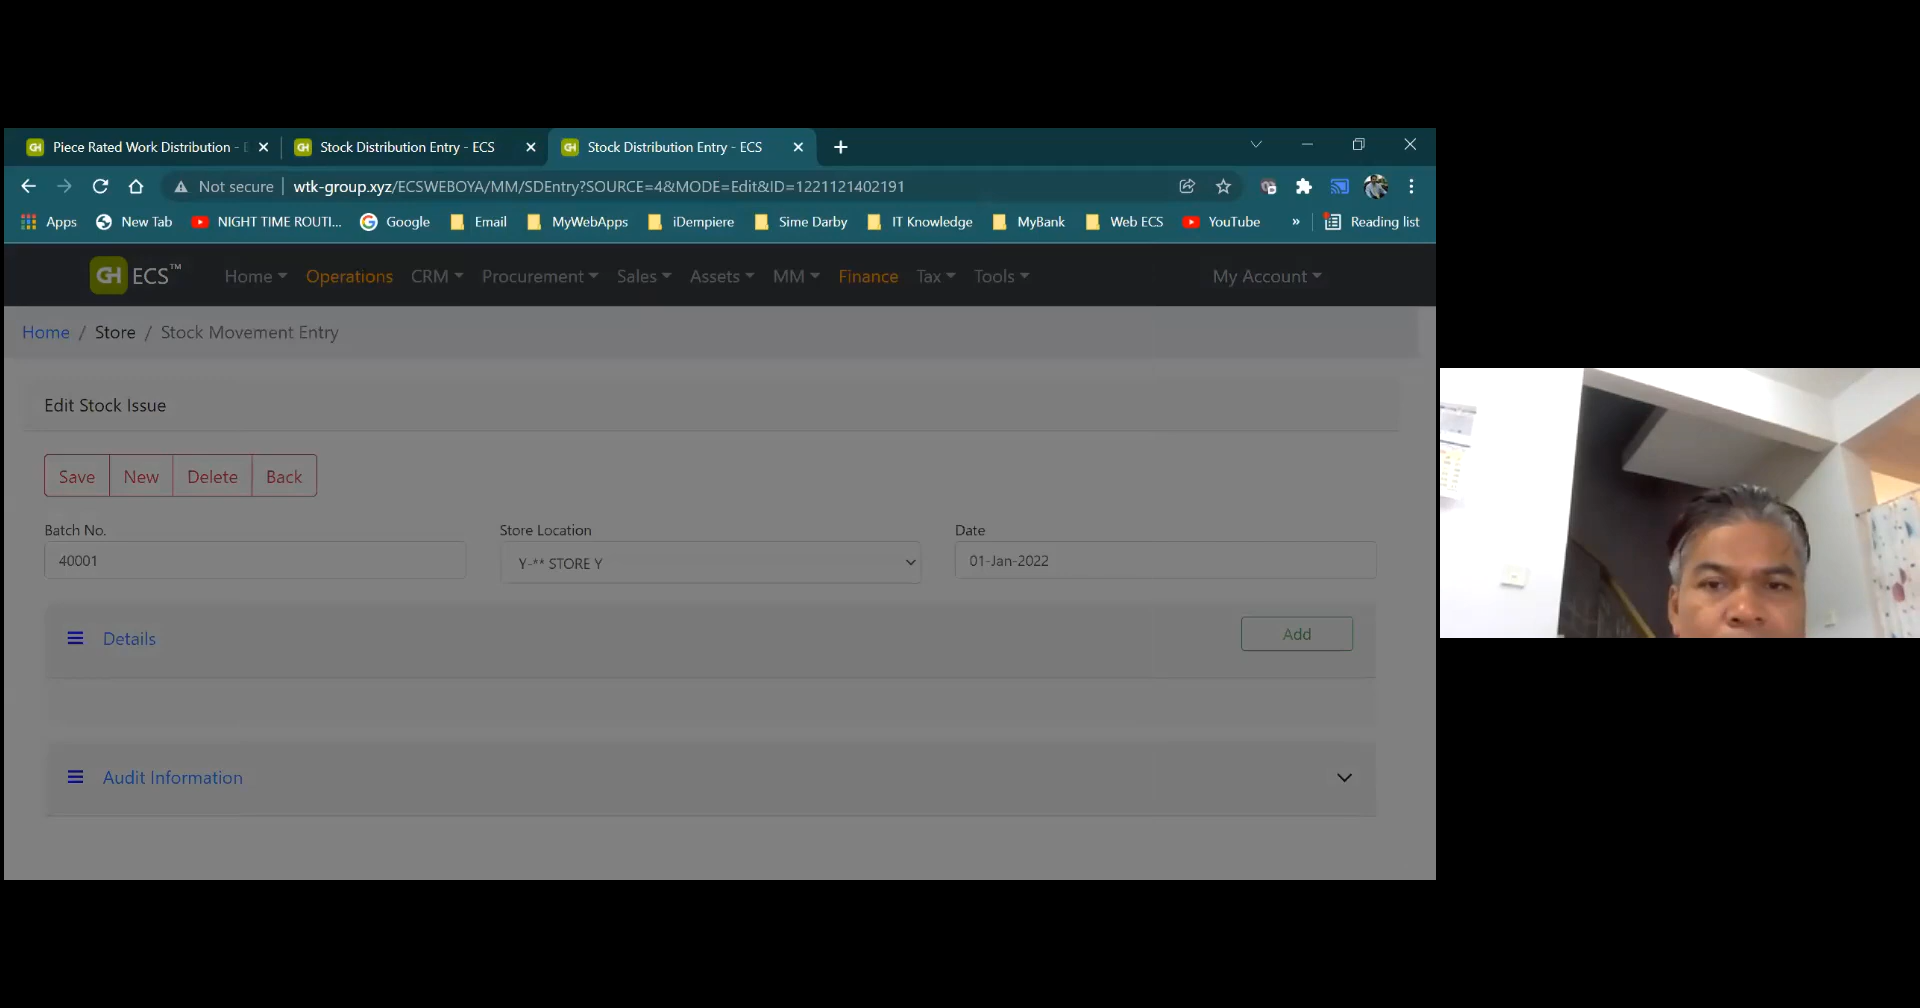 Piece Rated Work Distribution -
Stock Distribution Entry - ECS
Stock Distribution Entry - ECS
Not secure
wtk-group.xyz/ECSWEBOYA/MM/SDEntry?SOURCE=4&MODE=Edit&ID=1221121402191
Apps
New Tab
NIGHT TIME ROUTI...
Google
Email
MyWebApps
iDempiere
Sime Darby
IT Knowledge
MyBank
Web ECS
YouTube
»
Reading list
GH ECS™
Home
Operations
CRM
Procurement
Sales
Assets
MM
Finance
Tax
Tools
My Account
Home / Store / Stock Movement Entry
Edit Stock Issue
Save
New
Delete
Back
Batch No.
Store Location
Date
40001
Y-** STORE Y
01-Jan-2022
Details
Add
Audit Information